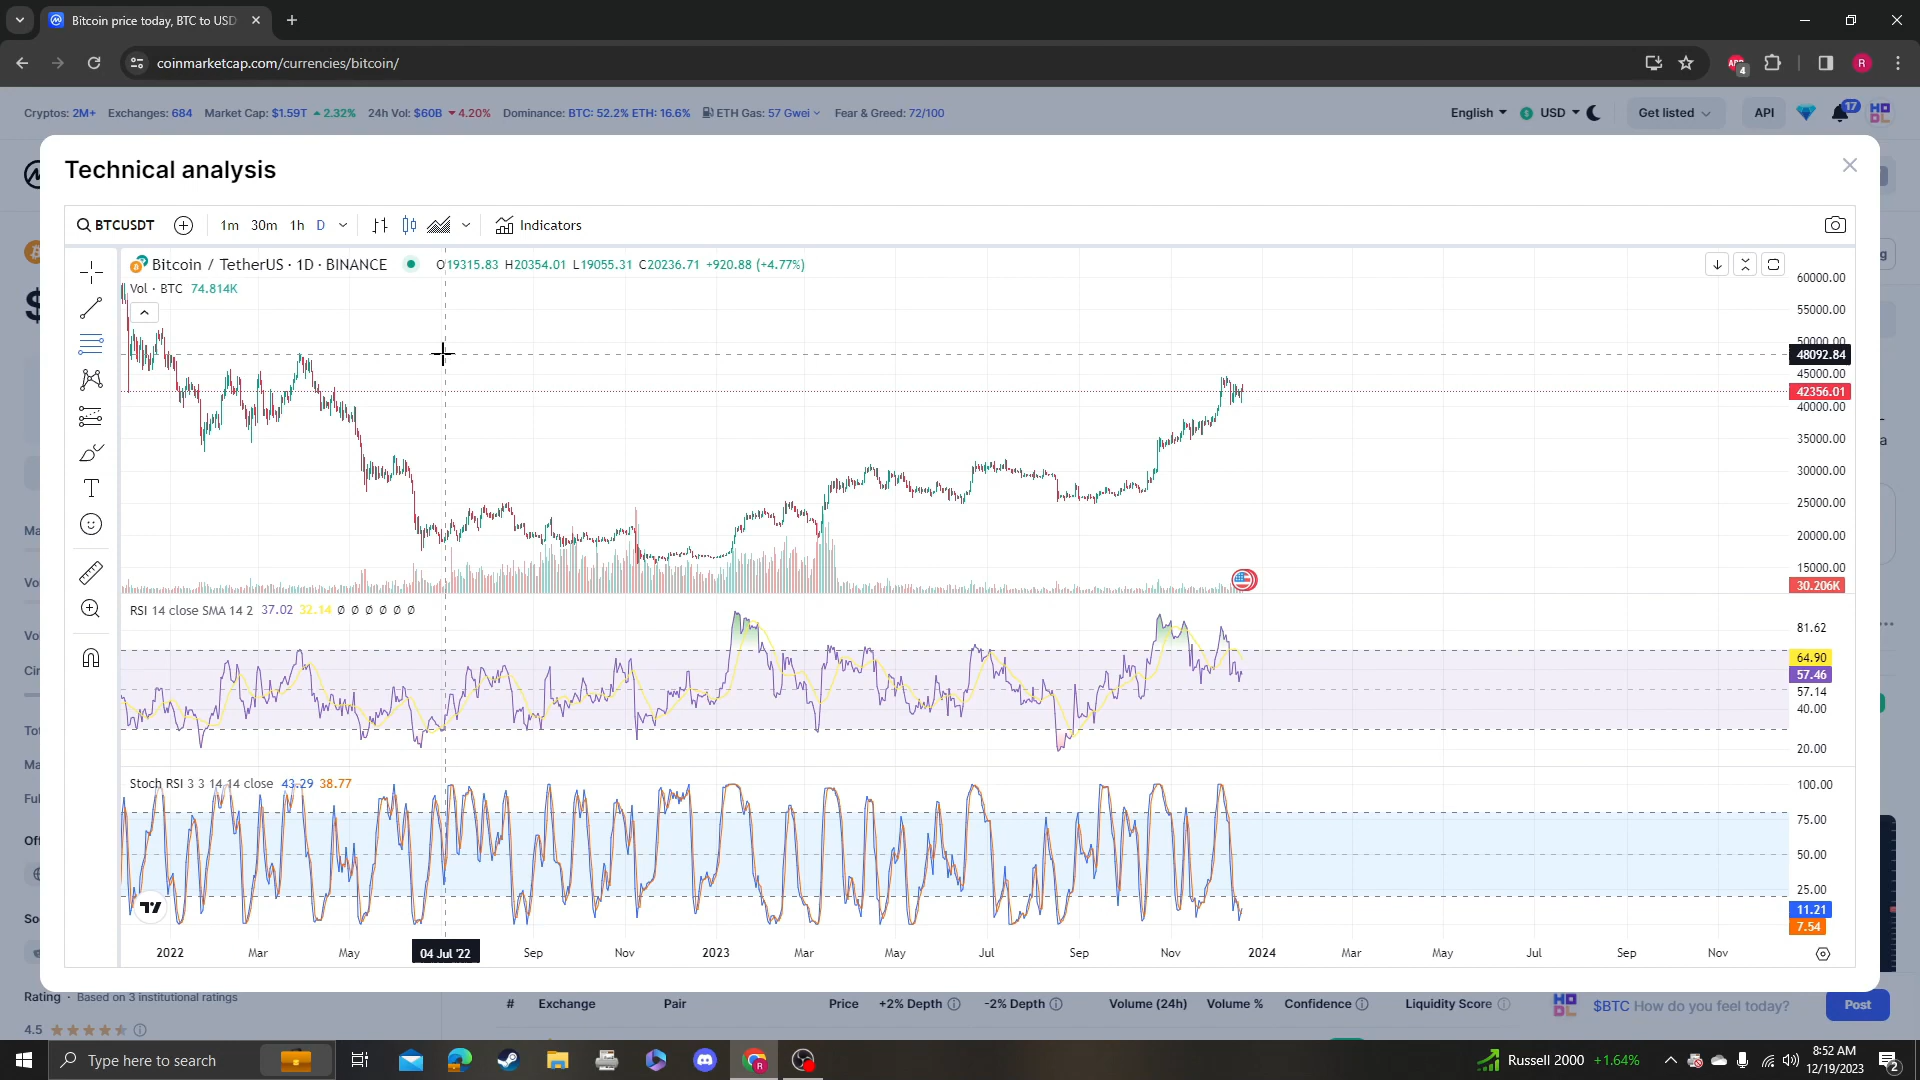 Bitcoin price today, BTC to USD
coinmarketcap.com/currencies/bitcoin/
4
R
Cryptos: 2M+ Exchanges: 684 Market Cap: $1.59T 2.32% 24h Vol: $60B 4.20% Dominance: BTC: 52.2% ETH: 16.6% ETH Gas: 57 Gwei Fear & Greed: 72/100
English USD Get listed API 17
Technical analysis
BTCUSDT 1m 30m 1h D Indicators
Bitcoin / TetherUS · 1D · BINANCE O19315.83 H20354.01 L19055.31 C20236.71 +920.88 (+4.77%)
Vol · BTC 74.814K
60000.00
55000.00
50000.00
48092.84
45000.00
42356.01
40000.00
35000.00
30000.00
25000.00
20000.00
15000.00
30.206K
RSI 14 close SMA 14 2 37.02 32.14 Ø Ø Ø Ø Ø Ø
81.62
64.90
57.46
57.14
40.00
20.00
Stoch RSI 3 3 14 14 close 43.29 38.77
100.00
75.00
50.00
25.00
11.21
7.54
2022 Mar May 04 Jul '22 Sep Nov 2023 Mar May Jul Sep Nov 2024 Mar May Jul Sep Nov
Rating · Based on 3 institutional ratings
4.5
# Exchange Pair Price +2% Depth -2% Depth Volume (24h) Volume % Confidence Liquidity Score
$BTC How do you feel today? Post
Type here to search
Russell 2000 +1.64%
8:52 AM
12/19/2023
2